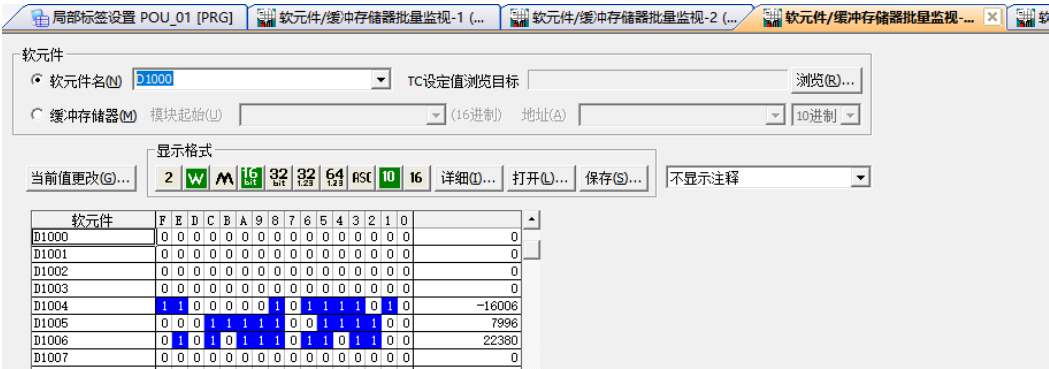 局部标签设置 POU_01 [PRG] 软元件/缓冲存储器批量监视-1 (... 软元件/缓冲存储器批量监视-2 (... 软元件/缓冲存储器批量监视-...
软元件
软元件名(N) D1000 TC设定值浏览目标 浏览(R)...
缓冲存储器(M) 模块起始(U) (16进制) 地址(A) 10进制
显示格式
当前值更改(G)... 2 W M 16 bit 32 bit 32 1.23 64 1.23 ASC 10 16 详细(I)... 打开(L)... 保存(S)... 不显示注释
软元件 F E D C B A 9 8 7 6 5 4 3 2 1 0
D1000 0 0 0 0 0 0 0 0 0 0 0 0 0 0 0 0 0
D1001 0 0 0 0 0 0 0 0 0 0 0 0 0 0 0 0 0
D1002 0 0 0 0 0 0 0 0 0 0 0 0 0 0 0 0 0
D1003 0 0 0 0 0 0 0 0 0 0 0 0 0 0 0 0 0
D1004 1 1 0 0 0 0 0 1 0 1 1 1 1 0 1 0 -16006
D1005 0 0 0 1 1 1 1 1 0 0 1 1 1 1 0 0 7996
D1006 0 1 0 1 0 1 1 1 0 1 1 0 1 1 0 0 22380
D1007 0 0 0 0 0 0 0 0 0 0 0 0 0 0 0 0 0